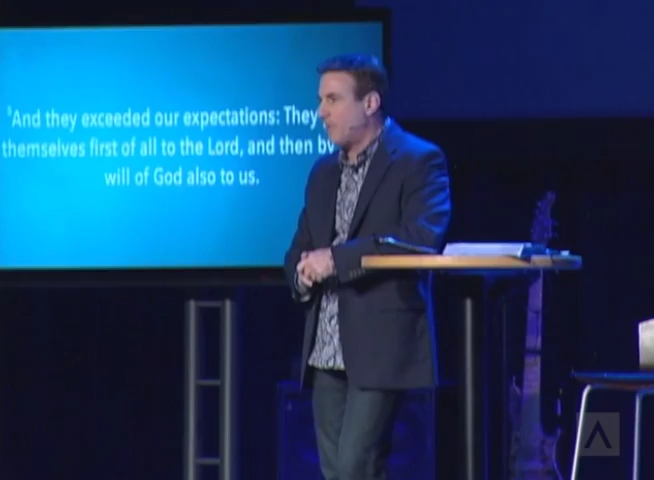 ⁵And they exceeded our expectations: They
themselves first of all to the Lord, and then by
will of God also to us.